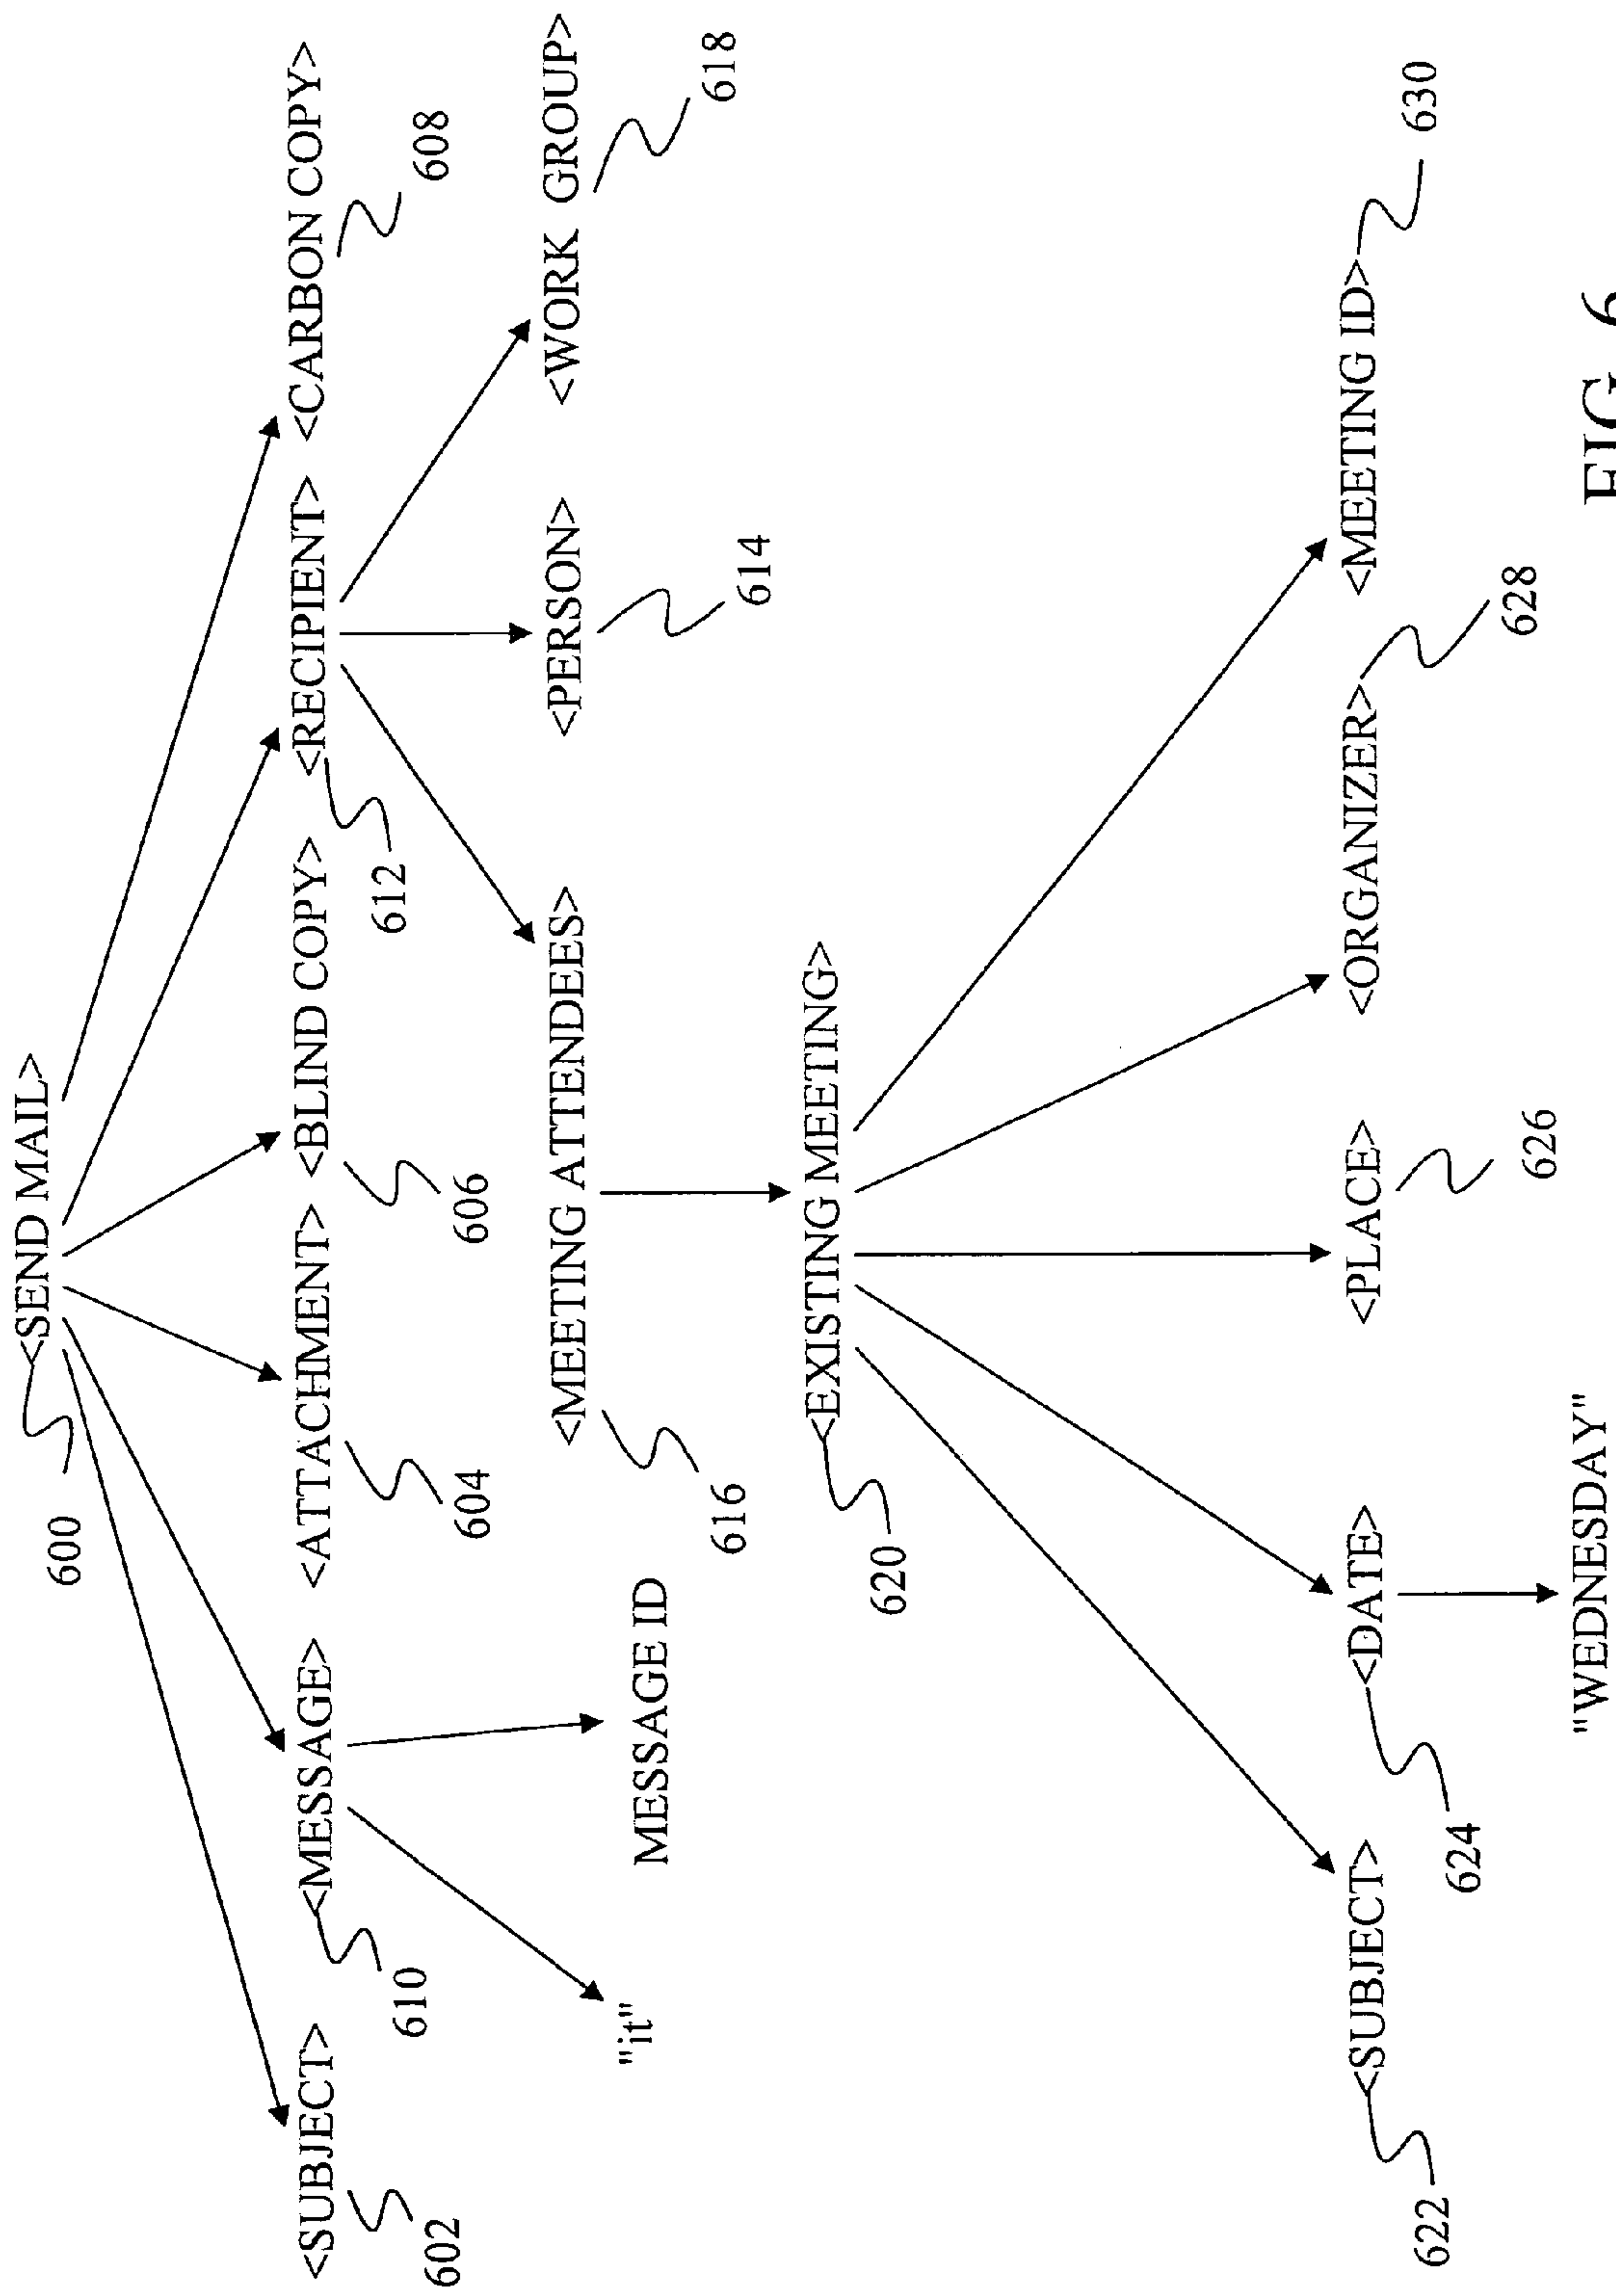 <SEND MAIL>
600
<SUBJECT> <MESSAGE> <ATTACHMENT> <BLIND COPY> <RECIPIENT> <CARBON COPY>
602 610 604 606 612 608
"it" MESSAGE ID <MEETING ATTENDEES> <PERSON> <WORK GROUP>
616 614 618
<EXISTING MEETING>
620
<SUBJECT> <DATE> <PLACE> <ORGANIZER> <MEETING ID>
622 624 626 628 630
"WEDNESDAY"
FIG. 6